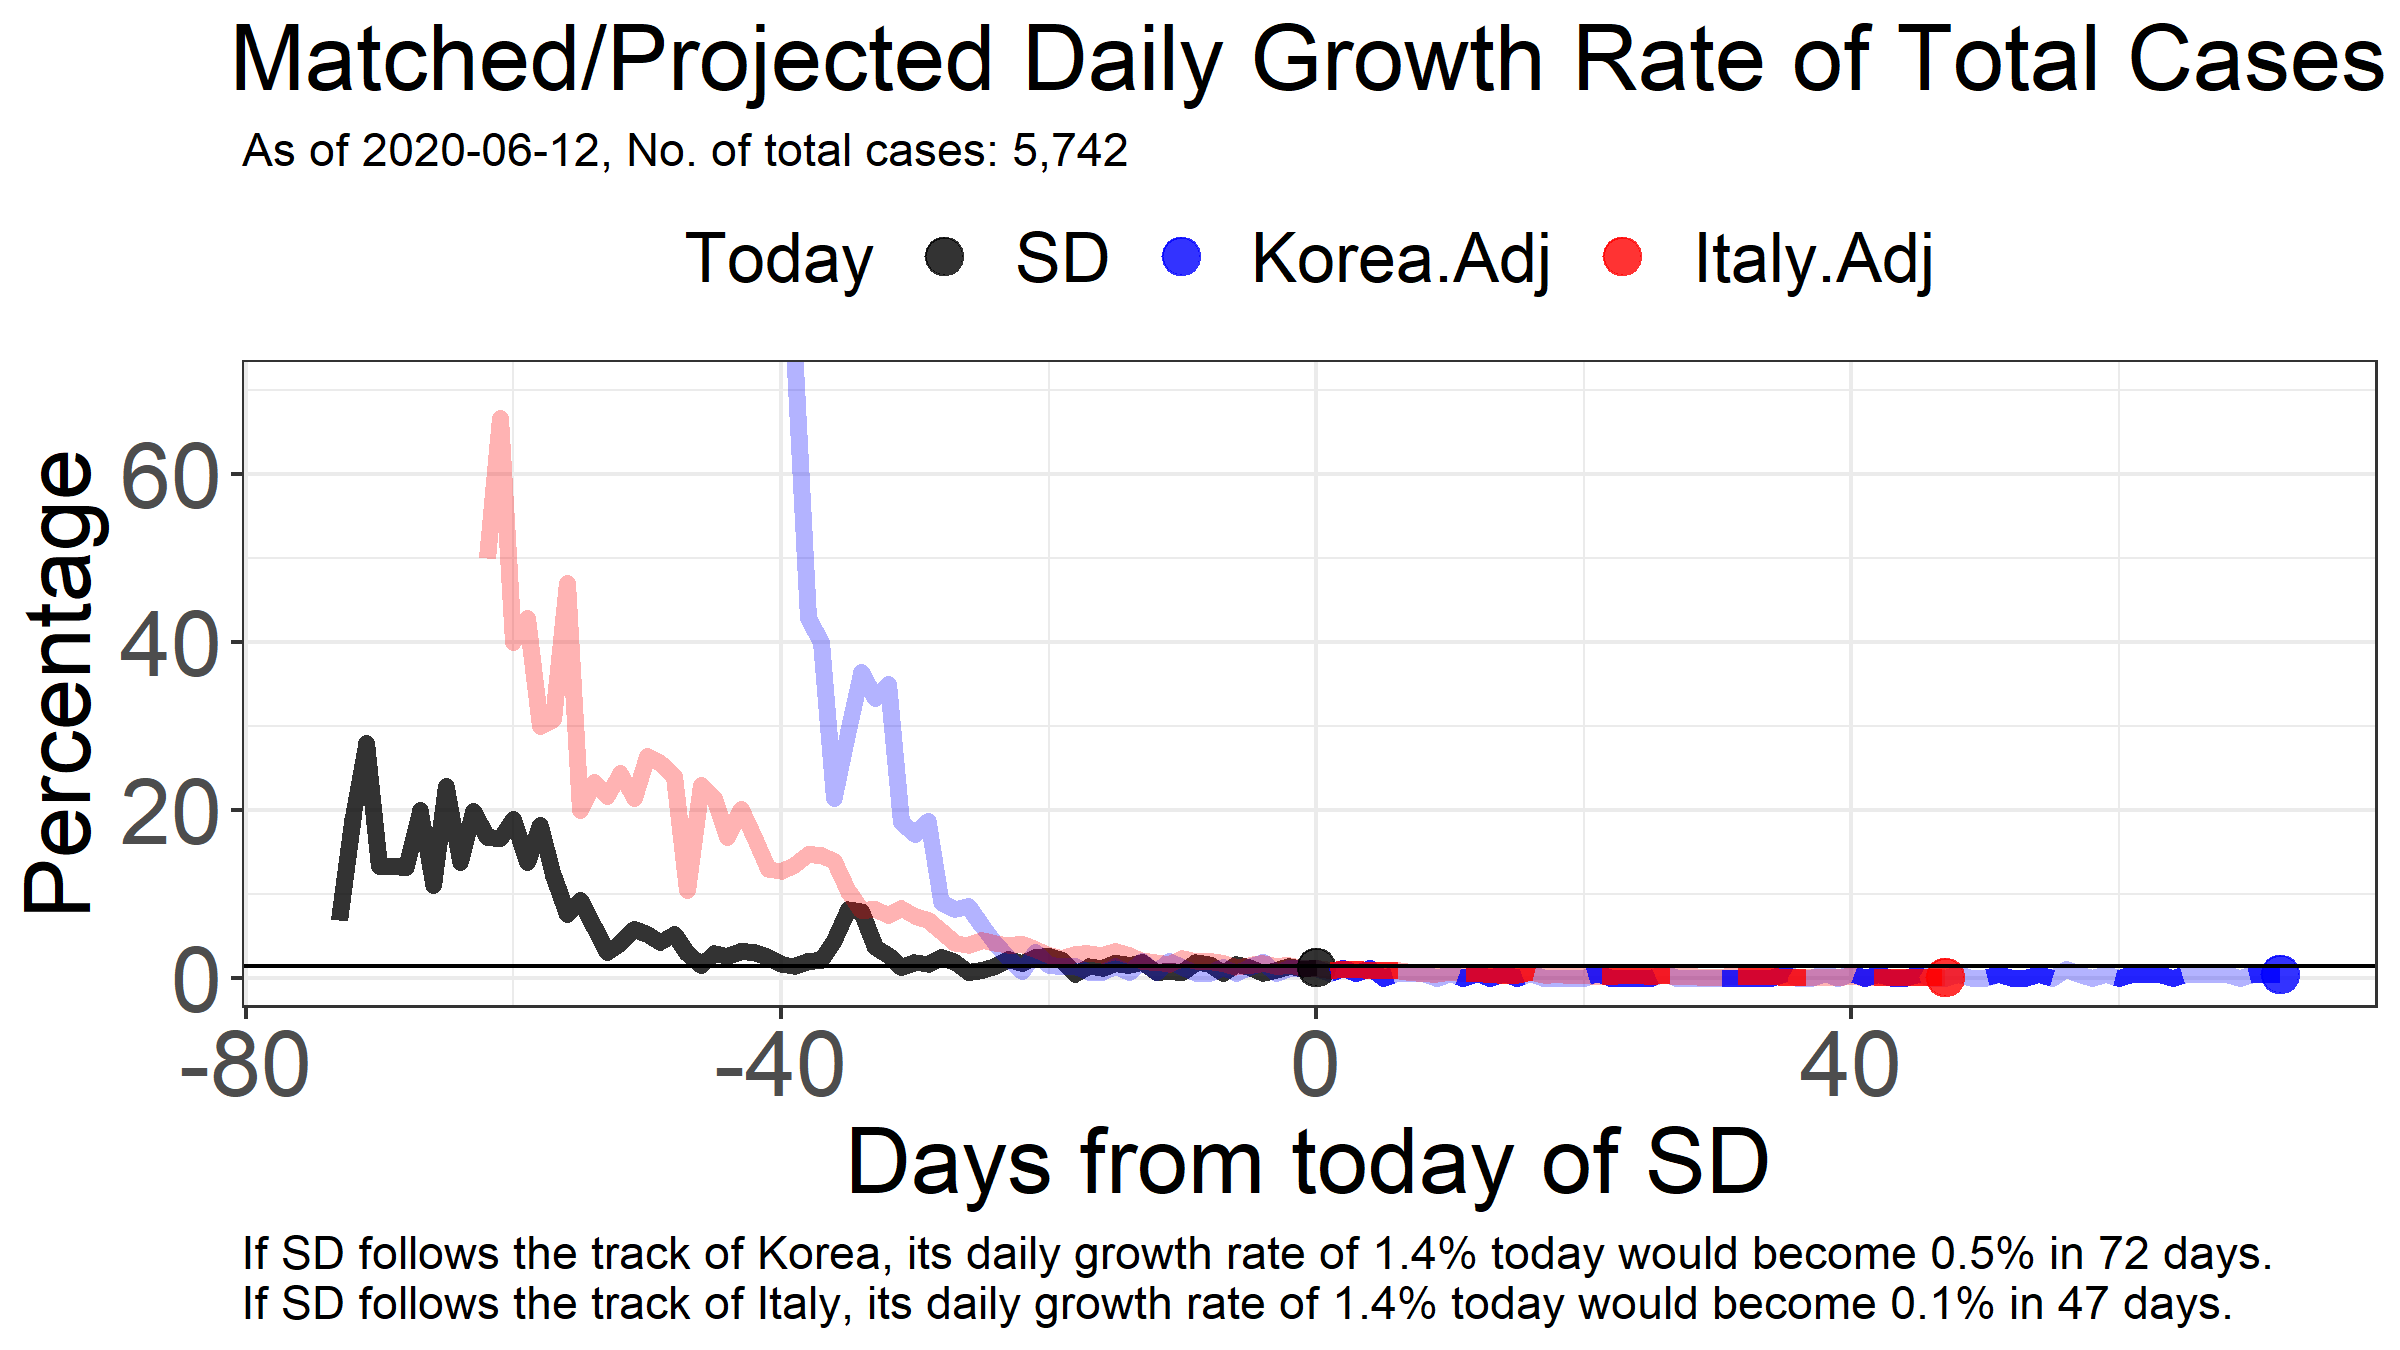 Matched/Projected Daily Growth Rate of Total Cases
As of 2020-06-12, No. of total cases: 5,742
Today SD Korea.Adj Italy.Adj
Percentage
60
40
20
0
-80 -40 0 40
Days from today of SD
If SD follows the track of Korea, its daily growth rate of 1.4% today would become 0.5% in 72 days.
If SD follows the track of Italy, its daily growth rate of 1.4% today would become 0.1% in 47 days.